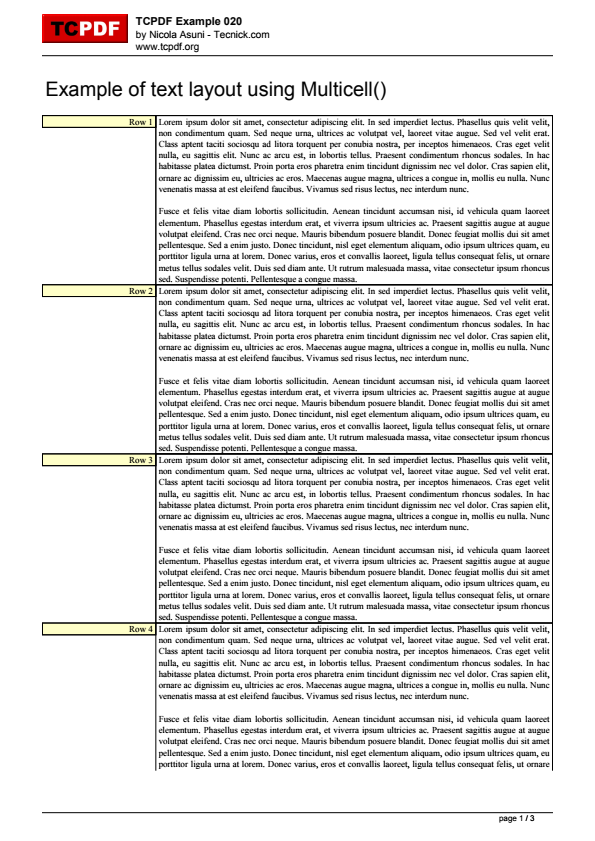 TCPDF
TCPDF Example 020
by Nicola Asuni - Tecnick.com
www.tcpdf.org
Example of text layout using Multicell()
Row 1
Lorem ipsum dolor sit amet, consectetur adipiscing elit. In sed imperdiet lectus. Phasellus quis velit velit,
non condimentum quam. Sed neque urna, ultrices ac volutpat vel, laoreet vitae augue. Sed vel velit erat.
Class aptent taciti sociosqu ad litora torquent per conubia nostra, per inceptos himenaeos. Cras eget velit
nulla, eu sagittis elit. Nunc ac arcu est, in lobortis tellus. Praesent condimentum rhoncus sodales. In hac
habitasse platea dictumst. Proin porta eros pharetra enim tincidunt dignissim nec vel dolor. Cras sapien elit,
ornare ac dignissim eu, ultricies ac eros. Maecenas augue magna, ultrices a congue in, mollis eu nulla. Nunc
venenatis massa at est eleifend faucibus. Vivamus sed risus lectus, nec interdum nunc.
Fusce et felis vitae diam lobortis sollicitudin. Aenean tincidunt accumsan nisi, id vehicula quam laoreet
elementum. Phasellus egestas interdum erat, et viverra ipsum ultricies ac. Praesent sagittis augue at augue
volutpat eleifend. Cras nec orci neque. Mauris bibendum posuere blandit. Donec feugiat mollis dui sit amet
pellentesque. Sed a enim justo. Donec tincidunt, nisl eget elementum aliquam, odio ipsum ultrices quam, eu
porttitor ligula urna at lorem. Donec varius, eros et convallis laoreet, ligula tellus consequat felis, ut ornare
metus tellus sodales velit. Duis sed diam ante. Ut rutrum malesuada massa, vitae consectetur ipsum rhoncus
sed. Suspendisse potenti. Pellentesque a congue massa.
Row 2
Lorem ipsum dolor sit amet, consectetur adipiscing elit. In sed imperdiet lectus. Phasellus quis velit velit,
non condimentum quam. Sed neque urna, ultrices ac volutpat vel, laoreet vitae augue. Sed vel velit erat.
Class aptent taciti sociosqu ad litora torquent per conubia nostra, per inceptos himenaeos. Cras eget velit
nulla, eu sagittis elit. Nunc ac arcu est, in lobortis tellus. Praesent condimentum rhoncus sodales. In hac
habitasse platea dictumst. Proin porta eros pharetra enim tincidunt dignissim nec vel dolor. Cras sapien elit,
ornare ac dignissim eu, ultricies ac eros. Maecenas augue magna, ultrices a congue in, mollis eu nulla. Nunc
venenatis massa at est eleifend faucibus. Vivamus sed risus lectus, nec interdum nunc.
Fusce et felis vitae diam lobortis sollicitudin. Aenean tincidunt accumsan nisi, id vehicula quam laoreet
elementum. Phasellus egestas interdum erat, et viverra ipsum ultricies ac. Praesent sagittis augue at augue
volutpat eleifend. Cras nec orci neque. Mauris bibendum posuere blandit. Donec feugiat mollis dui sit amet
pellentesque. Sed a enim justo. Donec tincidunt, nisl eget elementum aliquam, odio ipsum ultrices quam, eu
porttitor ligula urna at lorem. Donec varius, eros et convallis laoreet, ligula tellus consequat felis, ut ornare
metus tellus sodales velit. Duis sed diam ante. Ut rutrum malesuada massa, vitae consectetur ipsum rhoncus
sed. Suspendisse potenti. Pellentesque a congue massa.
Row 3
Lorem ipsum dolor sit amet, consectetur adipiscing elit. In sed imperdiet lectus. Phasellus quis velit velit,
non condimentum quam. Sed neque urna, ultrices ac volutpat vel, laoreet vitae augue. Sed vel velit erat.
Class aptent taciti sociosqu ad litora torquent per conubia nostra, per inceptos himenaeos. Cras eget velit
nulla, eu sagittis elit. Nunc ac arcu est, in lobortis tellus. Praesent condimentum rhoncus sodales. In hac
habitasse platea dictumst. Proin porta eros pharetra enim tincidunt dignissim nec vel dolor. Cras sapien elit,
ornare ac dignissim eu, ultricies ac eros. Maecenas augue magna, ultrices a congue in, mollis eu nulla. Nunc
venenatis massa at est eleifend faucibus. Vivamus sed risus lectus, nec interdum nunc.
Fusce et felis vitae diam lobortis sollicitudin. Aenean tincidunt accumsan nisi, id vehicula quam laoreet
elementum. Phasellus egestas interdum erat, et viverra ipsum ultricies ac. Praesent sagittis augue at augue
volutpat eleifend. Cras nec orci neque. Mauris bibendum posuere blandit. Donec feugiat mollis dui sit amet
pellentesque. Sed a enim justo. Donec tincidunt, nisl eget elementum aliquam, odio ipsum ultrices quam, eu
porttitor ligula urna at lorem. Donec varius, eros et convallis laoreet, ligula tellus consequat felis, ut ornare
metus tellus sodales velit. Duis sed diam ante. Ut rutrum malesuada massa, vitae consectetur ipsum rhoncus
sed. Suspendisse potenti. Pellentesque a congue massa.
Row 4
Lorem ipsum dolor sit amet, consectetur adipiscing elit. In sed imperdiet lectus. Phasellus quis velit velit,
non condimentum quam. Sed neque urna, ultrices ac volutpat vel, laoreet vitae augue. Sed vel velit erat.
Class aptent taciti sociosqu ad litora torquent per conubia nostra, per inceptos himenaeos. Cras eget velit
nulla, eu sagittis elit. Nunc ac arcu est, in lobortis tellus. Praesent condimentum rhoncus sodales. In hac
habitasse platea dictumst. Proin porta eros pharetra enim tincidunt dignissim nec vel dolor. Cras sapien elit,
ornare ac dignissim eu, ultricies ac eros. Maecenas augue magna, ultrices a congue in, mollis eu nulla. Nunc
venenatis massa at est eleifend faucibus. Vivamus sed risus lectus, nec interdum nunc.
Fusce et felis vitae diam lobortis sollicitudin. Aenean tincidunt accumsan nisi, id vehicula quam laoreet
elementum. Phasellus egestas interdum erat, et viverra ipsum ultricies ac. Praesent sagittis augue at augue
volutpat eleifend. Cras nec orci neque. Mauris bibendum posuere blandit. Donec feugiat mollis dui sit amet
pellentesque. Sed a enim justo. Donec tincidunt, nisl eget elementum aliquam, odio ipsum ultrices quam, eu
porttitor ligula urna at lorem. Donec varius, eros et convallis laoreet, ligula tellus consequat felis, ut ornare
page 1 / 3